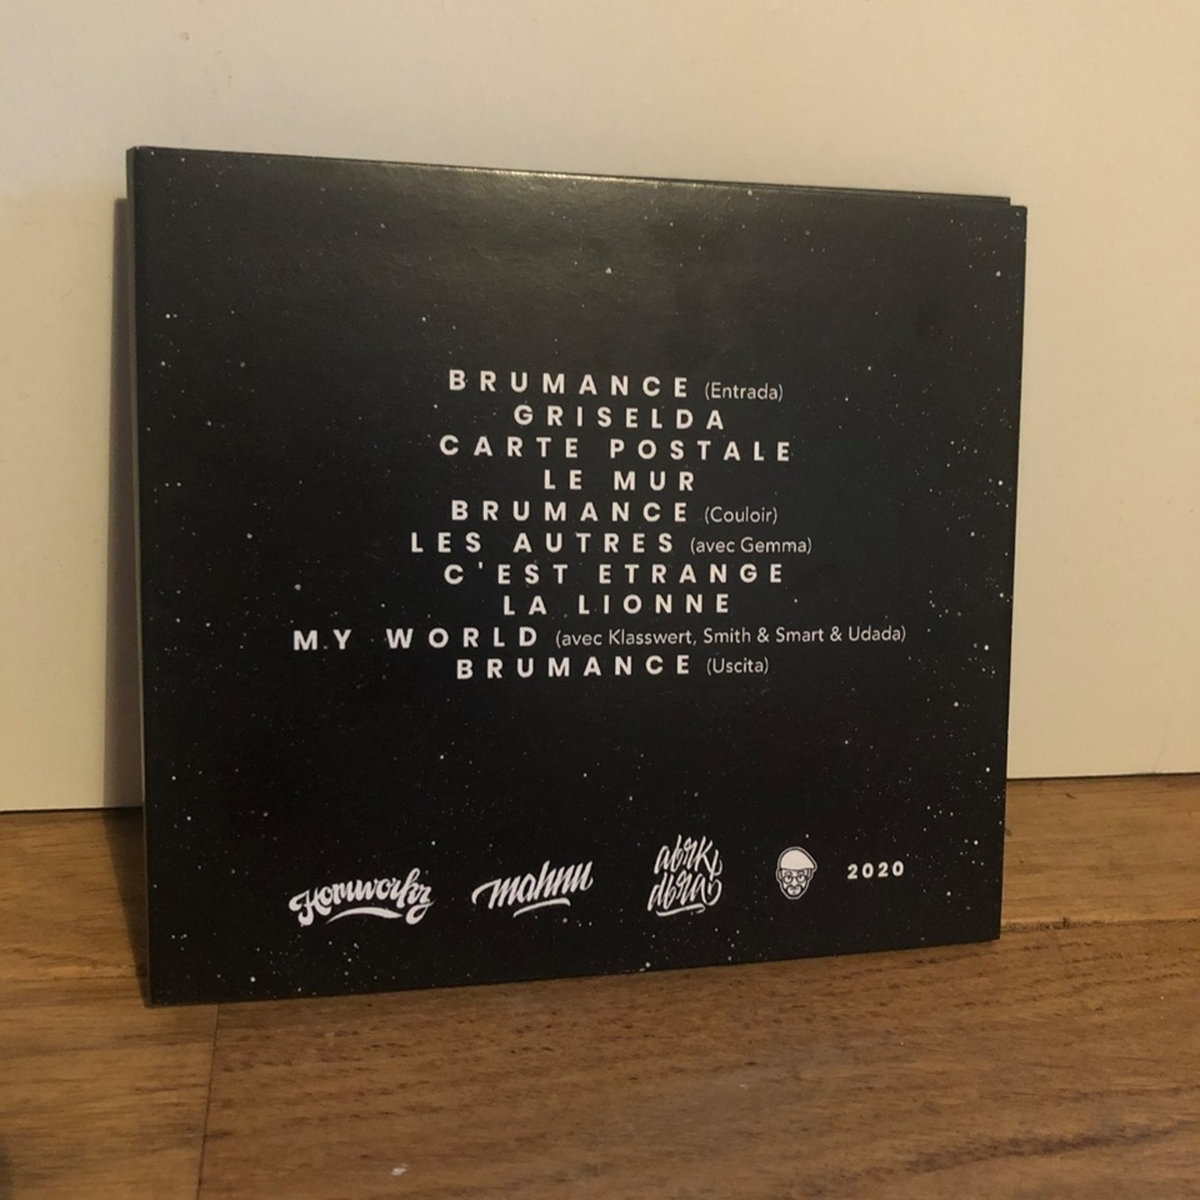 BRUMANCE (Entrada)
GRISELDA
CARTE POSTALE
LE MUR
BRUMANCE (Couloir)
LES AUTRES (avec Gemma)
C'EST ETRANGE
LA LIONNE
MY WORLD (avec Klasswert, Smith & Smart & Udada)
BRUMANCE (Uscita)
Homworkz mahnu 2020